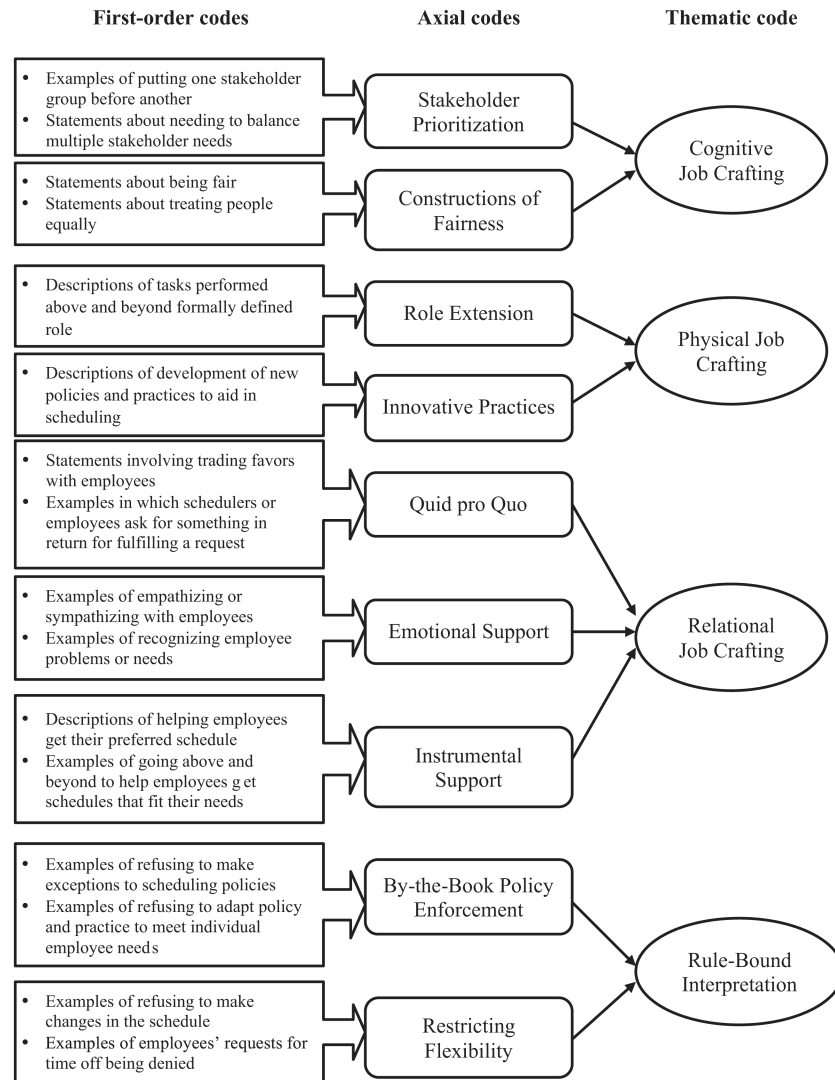 First-order codes
Axial codes
Thematic code
• Examples of putting one stakeholder
group before another
• Statements about needing to balance
multiple stakeholder needs
Stakeholder
Prioritization
• Statements about being fair
• Statements about treating people
equally
Constructions of
Fairness
Cognitive
Job Crafting
• Descriptions of tasks performed
above and beyond formally defined
role
Role Extension
• Descriptions of development of new
policies and practices to aid in
scheduling
Innovative Practices
Physical Job
Crafting
• Statements involving trading favors
with employees
• Examples in which schedulers or
employees ask for something in
return for fulfilling a request
Quid pro Quo
• Examples of empathizing or
sympathizing with employees
• Examples of recognizing employee
problems or needs
Emotional Support
• Descriptions of helping employees
get their preferred schedule
• Examples of going above and
beyond to help employees g et
schedules that fit their needs
Instrumental
Support
Relational
Job Crafting
• Examples of refusing to make
exceptions to scheduling policies
• Examples of refusing to adapt policy
and practice to meet individual
employee needs
By-the-Book Policy
Enforcement
• Examples of refusing to make
changes in the schedule
• Examples of employees’ requests for
time off being denied
Restricting
Flexibility
Rule-Bound
Interpretation